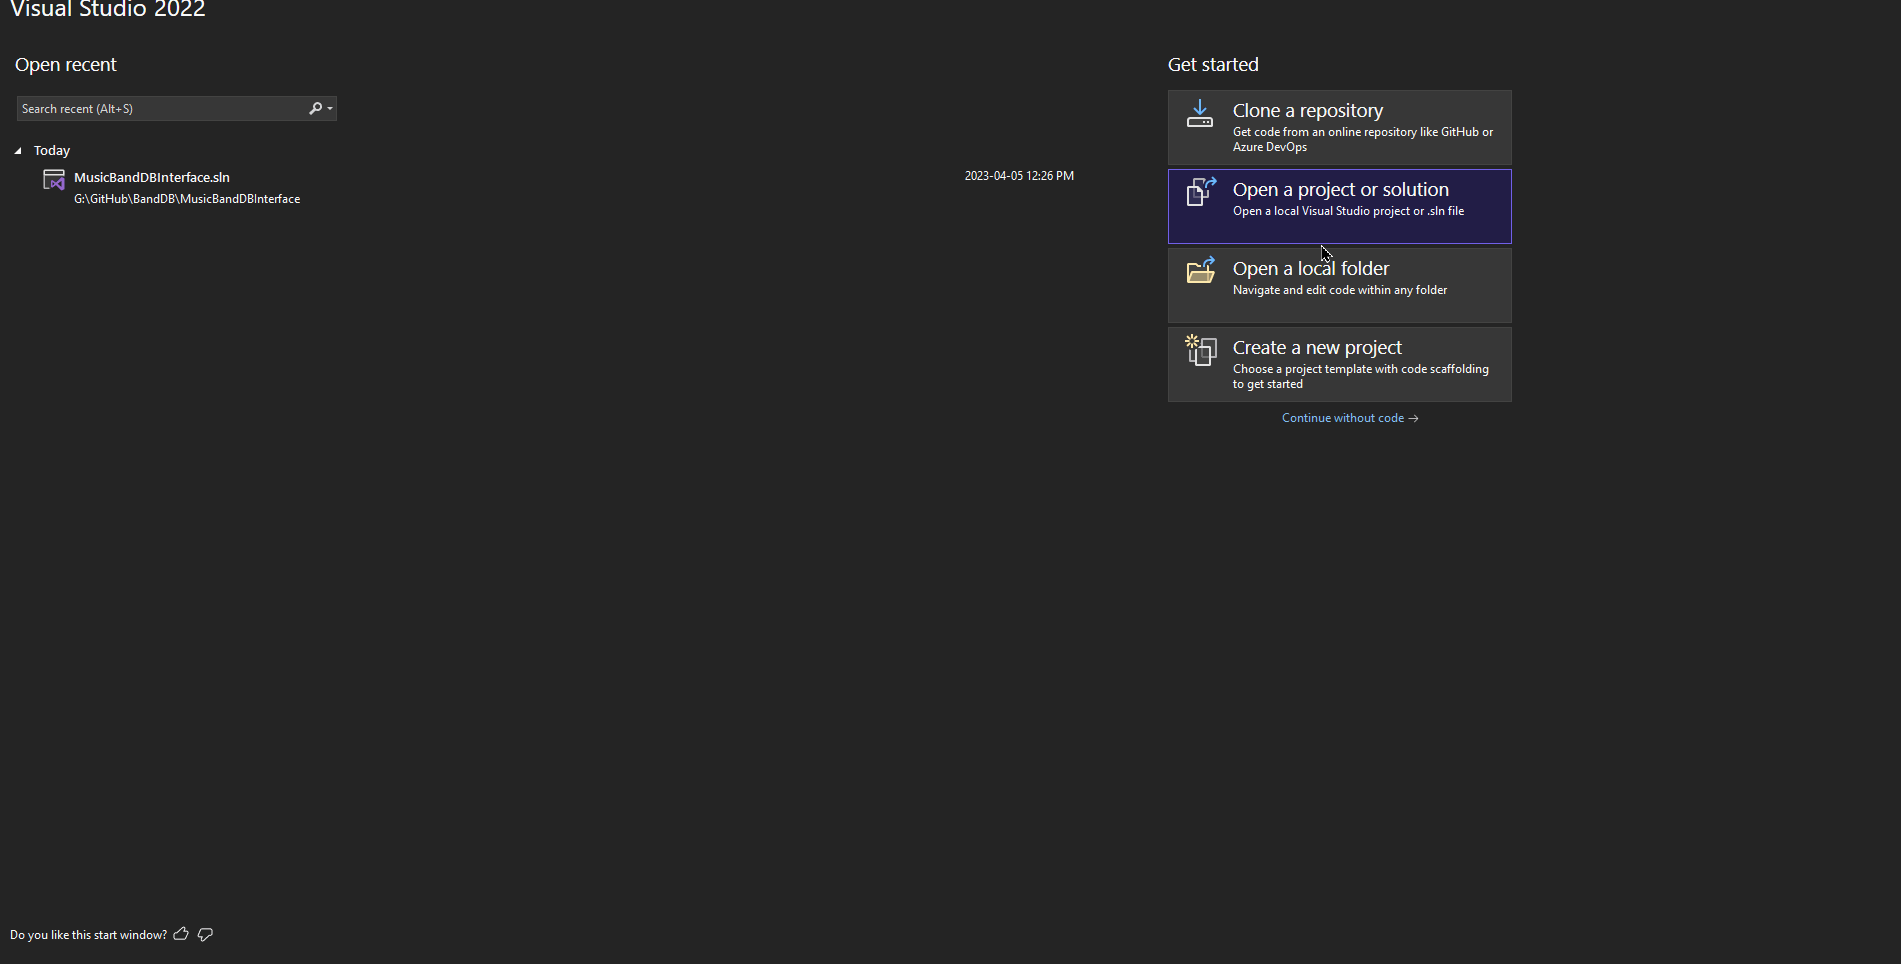 Visual Studio 2022
Open recent
Search recent (Alt+S)
Today
MusicBandDBInterface.sln
2023-04-05 12:26 PM
G:\GitHub\BandDB\MusicBandDBInterface
Get started
Clone a repository
Get code from an online repository like GitHub or
Azure DevOps
Open a project or solution
Open a local Visual Studio project or .sln file
Open a local folder
Navigate and edit code within any folder
Create a new project
Choose a project template with code scaffolding
to get started
Continue without code →
Do you like this start window?